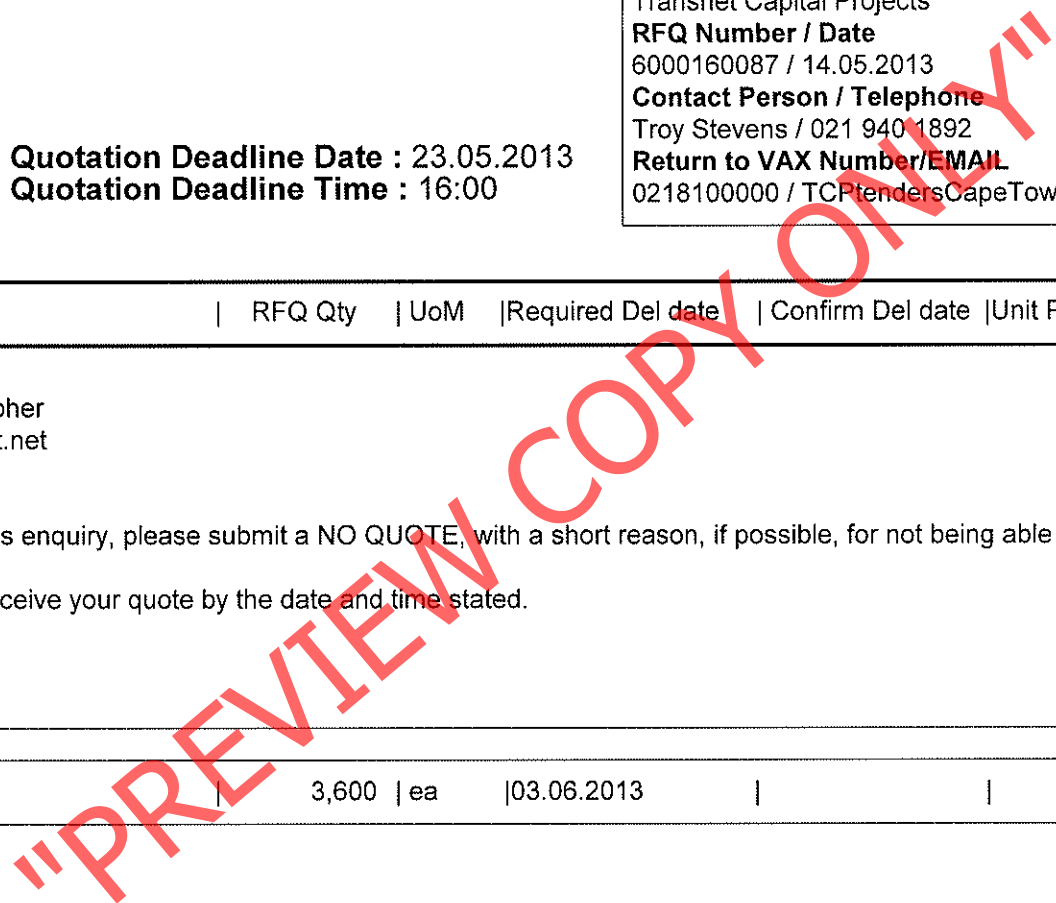 Transnet Capital Projects
RFQ Number / Date
6000160087 / 14.05.2013
Contact Person / Telephone
Troy Stevens / 021 940 1892
Quotation Deadline Date : 23.05.2013
Return to VAX Number/EMAIL
Quotation Deadline Time : 16:00
0218100000 / TCPtendersCapeTow
| RFQ Qty | UoM |Required Del date | Confirm Del date |Unit P
pher
t.net
s enquiry, please submit a NO QUOTE, with a short reason, if possible, for not being able
ceive your quote by the date and time stated.
| 3,600 | ea |03.06.2013 | |
"PREVIEW COPY ONLY"